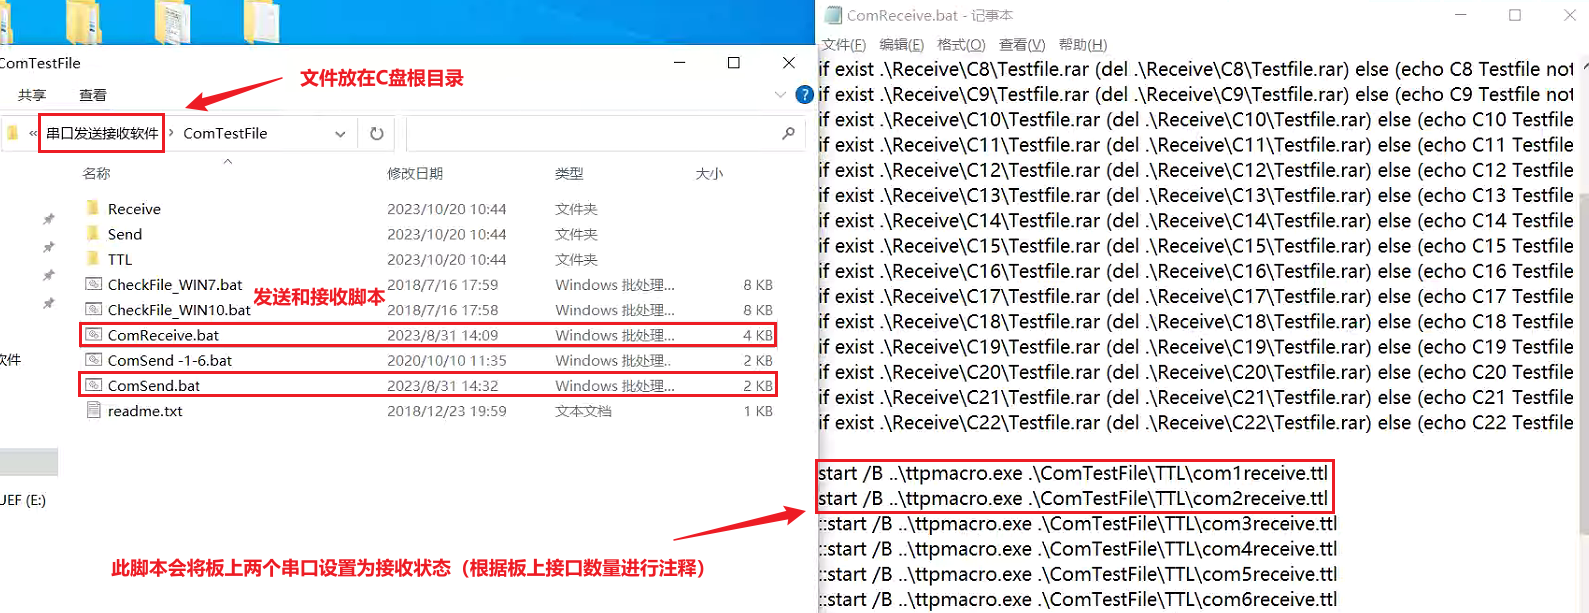 ComTestFile
共享 查看
文件放在C盘根目录
?
« 串口发送接收软件 › ComTestFile
名称 修改日期 类型 大小
Receive 2023/10/20 10:44 文件夹
Send 2023/10/20 10:44 文件夹
TTL 2023/10/20 10:44 文件夹
CheckFile_WIN7.bat 2018/7/16 17:59 Windows 批处理... 8 KB
发送和接收脚本
CheckFile_WIN10.bat 2018/7/16 17:58 Windows 批处理... 8 KB
ComReceive.bat 2023/8/31 14:09 Windows 批处理... 4 KB
ComSend -1-6.bat 2020/10/10 11:35 Windows 批处理.. 2 KB
ComSend.bat 2023/8/31 14:32 Windows 批处理... 2 KB
readme.txt 2018/12/23 19:59 文本文档 1 KB
软件
UEF (E:)
此脚本会将板上两个串口设置为接收状态（根据板上接口数量进行注释）
ComReceive.bat - 记事本
文件(F) 编辑(E) 格式(O) 查看(V) 帮助(H)
if exist .\Receive\C8\Testfile.rar (del .\Receive\C8\Testfile.rar) else (echo C8 Testfile not
if exist .\Receive\C9\Testfile.rar (del .\Receive\C9\Testfile.rar) else (echo C9 Testfile not
if exist .\Receive\C10\Testfile.rar (del .\Receive\C10\Testfile.rar) else (echo C10 Testfile
if exist .\Receive\C11\Testfile.rar (del .\Receive\C11\Testfile.rar) else (echo C11 Testfile
if exist .\Receive\C12\Testfile.rar (del .\Receive\C12\Testfile.rar) else (echo C12 Testfile
if exist .\Receive\C13\Testfile.rar (del .\Receive\C13\Testfile.rar) else (echo C13 Testfile
if exist .\Receive\C14\Testfile.rar (del .\Receive\C14\Testfile.rar) else (echo C14 Testfile
if exist .\Receive\C15\Testfile.rar (del .\Receive\C15\Testfile.rar) else (echo C15 Testfile
if exist .\Receive\C16\Testfile.rar (del .\Receive\C16\Testfile.rar) else (echo C16 Testfile
if exist .\Receive\C17\Testfile.rar (del .\Receive\C17\Testfile.rar) else (echo C17 Testfile
if exist .\Receive\C18\Testfile.rar (del .\Receive\C18\Testfile.rar) else (echo C18 Testfile
if exist .\Receive\C19\Testfile.rar (del .\Receive\C19\Testfile.rar) else (echo C19 Testfile
if exist .\Receive\C20\Testfile.rar (del .\Receive\C20\Testfile.rar) else (echo C20 Testfile
if exist .\Receive\C21\Testfile.rar (del .\Receive\C21\Testfile.rar) else (echo C21 Testfile
if exist .\Receive\C22\Testfile.rar (del .\Receive\C22\Testfile.rar) else (echo C22 Testfile
start /B ..\ttpmacro.exe .\ComTestFile\TTL\com1receive.ttl
start /B ..\ttpmacro.exe .\ComTestFile\TTL\com2receive.ttl
::start /B ..\ttpmacro.exe .\ComTestFile\TTL\com3receive.ttl
::start /B ..\ttpmacro.exe .\ComTestFile\TTL\com4receive.ttl
::start /B ..\ttpmacro.exe .\ComTestFile\TTL\com5receive.ttl
::start /B ..\ttpmacro.exe .\ComTestFile\TTL\com6receive.ttl